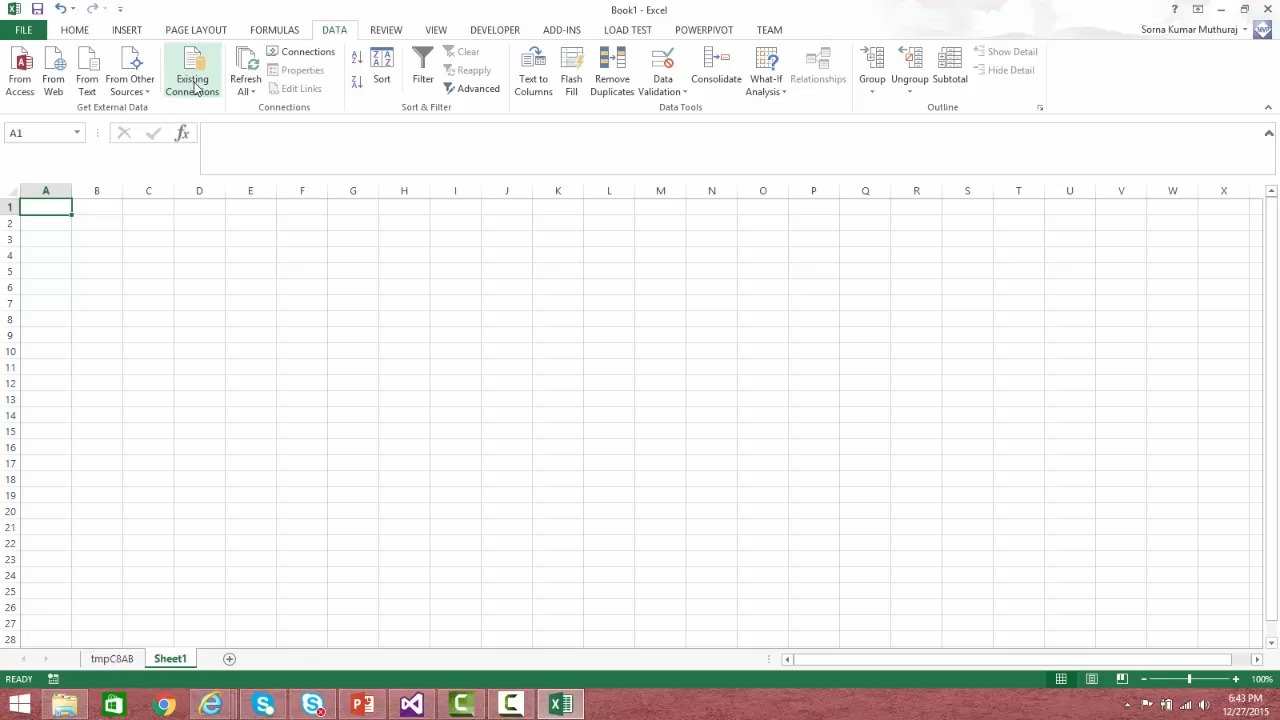 Book1 - Excel
?
FILE HOME INSERT PAGE LAYOUT FORMULAS DATA REVIEW VIEW DEVELOPER ADD-INS LOAD TEST POWERPIVOT TEAM Sorna Kumar Muthuraj
From Access
From Web
From Text
From Other Sources
Existing Connections
Get External Data
Refresh All
Connections
Properties
Edit Links
Connections
A Z
Z A
Sort
Filter
Clear
Reapply
Advanced
Sort & Filter
Text to Columns
Flash Fill
Remove Duplicates
Data Validation
Consolidate
What-If Analysis
Relationships
Data Tools
Group
Ungroup
Subtotal
Show Detail
Hide Detail
Outline
A1 fx
A B C D E F G H I J K L M N O P Q R S T U V W X
1
2
3
4
5
6
7
8
9
10
11
12
13
14
15
16
17
18
19
20
21
22
23
24
25
26
27
28
tmpC8AB Sheet1
READY 100%
6:43 PM
12/27/2015